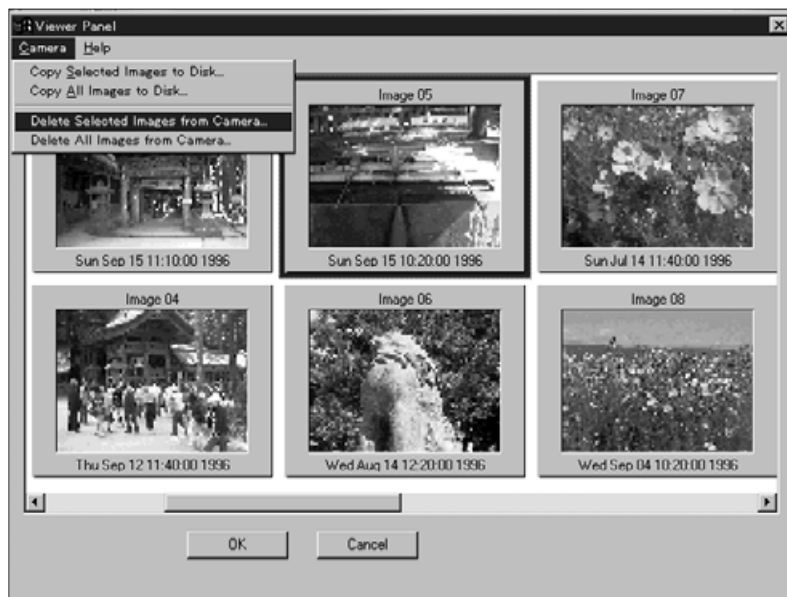 Viewer Panel
Camera Help
Copy Selected Images to Disk...
Copy All Images to Disk...
Delete Selected Images from Camera...
Delete All Images from Camera...
Image 05
Image 07
Sun Sep 15 11:10:00 1996
Sun Sep 15 10:20:00 1996
Sun Jul 14 11:40:00 1996
Image 04
Image 06
Image 08
Thu Sep 12 11:40:00 1996
Wed Aug 14 12:20:00 1996
Wed Sep 04 10:20:00 1996
OK
Cancel